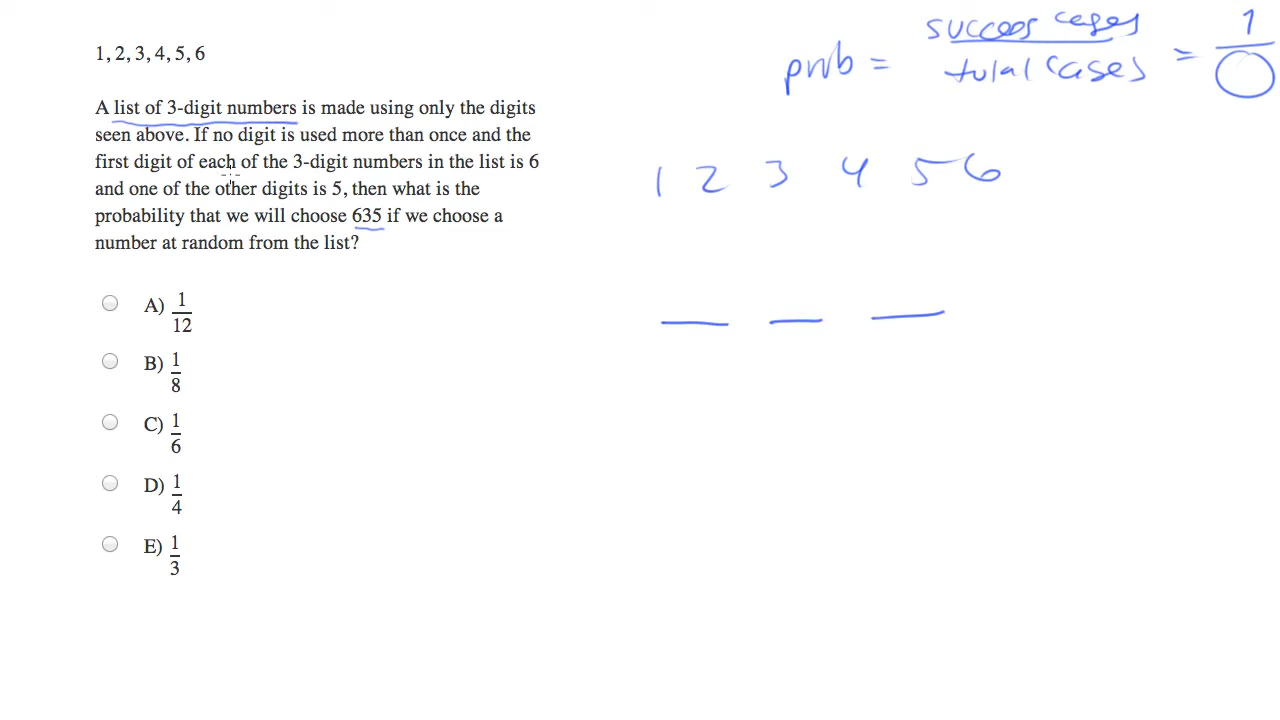 1, 2, 3, 4, 5, 6
A list of 3-digit numbers is made using only the digits
seen above. If no digit is used more than once and the
first digit of each of the 3-digit numbers in the list is 6
and one of the other digits is 5, then what is the
probability that we will choose 635 if we choose a
number at random from the list?
A) 1/12
B) 1/8
C) 1/6
D) 1/4
E) 1/3
prob = success cases / total cases = 1/
1 2 3 4 5 6